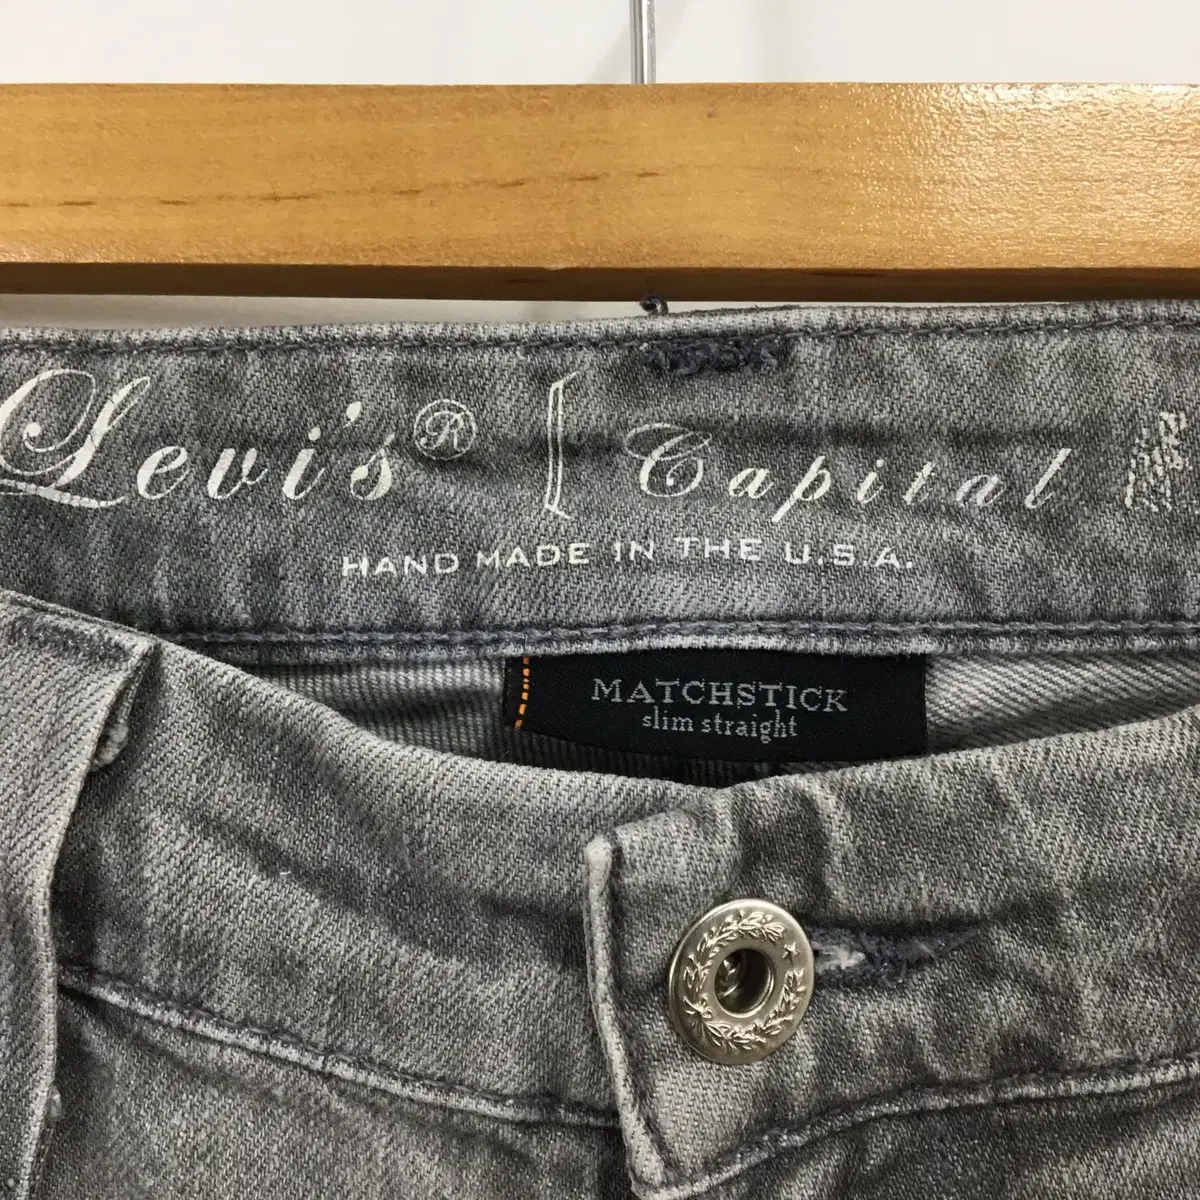 Levi's® [ Capital
HAND MADE IN THE U.S.A.
MATCHSTICK
slim straight